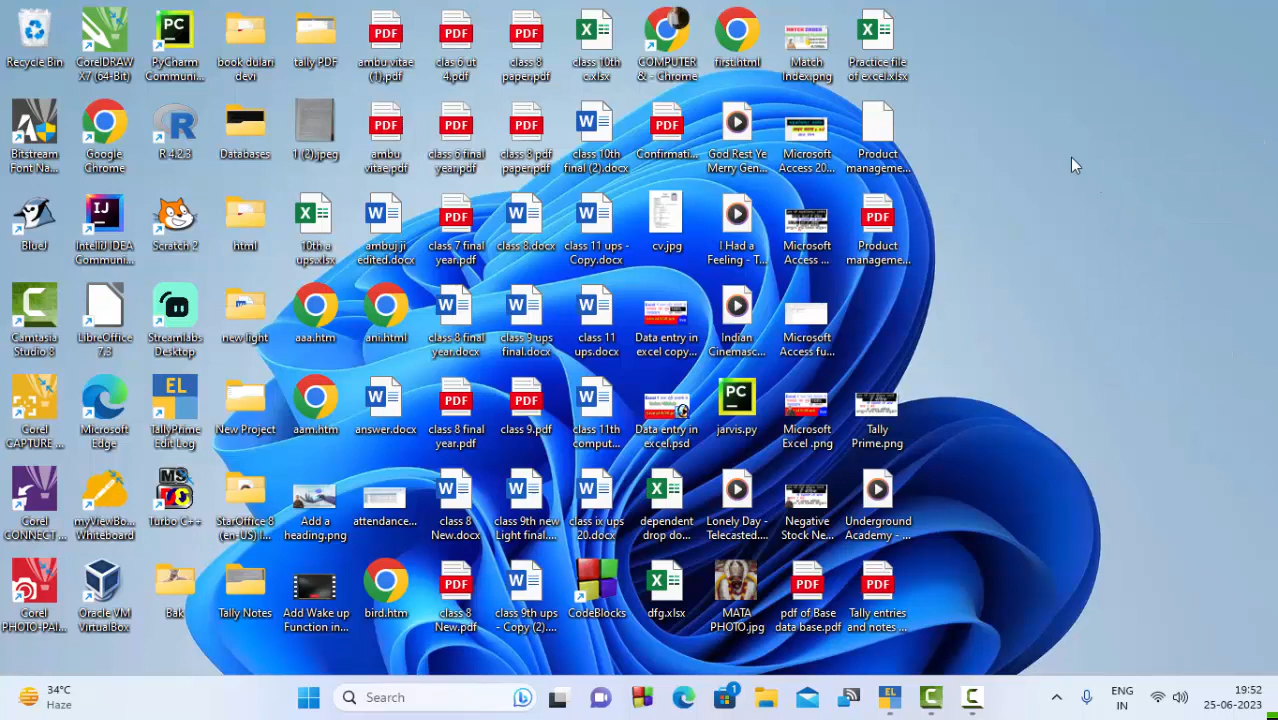 Recycle Bin
CorelDRAW X7 (64-Bit)
PyCharm Communi...
book dulari devi
tally PDF
ambu vitae (1).pdf
clas 6 ut 4.pdf
class 8 paper.pdf
class 10th c.xlsx
COMPUTER &! - Chrome
first.html
Match Index.png
Practice file of excel.xlsx
Bitstream Font Na...
Google Chrome
R 4.2.3
Databases
1 (2).jpeg
ambu vitae.pdf
class 6 final year.pdf
class 8 pdf paper.pdf
class 10th final (2).docx
Confirmati...
God Rest Ye Merry Gen...
Microsoft Access 20...
Product manageme...
BlueJ
IntelliJ IDEA Communi...
Scratch 2
html
10th a ups.xlsx
ambuj ji edited.docx
class 7 final year.pdf
class 8.docx
class 11 ups - Copy.docx
cv.jpg
I Had a Feeling - T...
Microsoft Access ...
Product manageme...
Camtasia Studio 8
LibreOffice 7.3
Streamlabs Desktop
new light
aaa.htm
ani.html
class 8 final year.docx
class 9 ups final.docx
class 11 ups.docx
Data entry in excel copy...
Indian Cinemasc...
Microsoft Access fu...
Corel CAPTURE ...
Microsoft Edge
TallyPrime Edit Log
New Project
aam.htm
answer.docx
class 8 final year.pdf
class 9.pdf
class 11th comput...
Data entry in excel.psd
jarvis.py
Microsoft Excel .png
Tally Prime.png
Corel CONNECT ...
myViewBo... Whiteboard
Turbo C++
StarOffice 8 (en-US) I...
Add a heading.png
attendance...
class 8 New.docx
class 9th new Light final....
class ix ups 20.docx
dependent drop do...
Lonely Day - Telecasted....
Negative Stock Ne...
Underground Academy - ...
Corel PHOTO-PAI...
Oracle VM VirtualBox
Bak
Tally Notes
Add Wake up Function in...
bird.htm
class 8 New.pdf
class 9th ups - Copy (2)....
CodeBlocks
dfg.xlsx
MATA PHOTO.jpg
pdf of Base data base.pdf
Tally entries and notes ...
34°C
Haze
Search
ENG
IN
19:52
25-06-2023